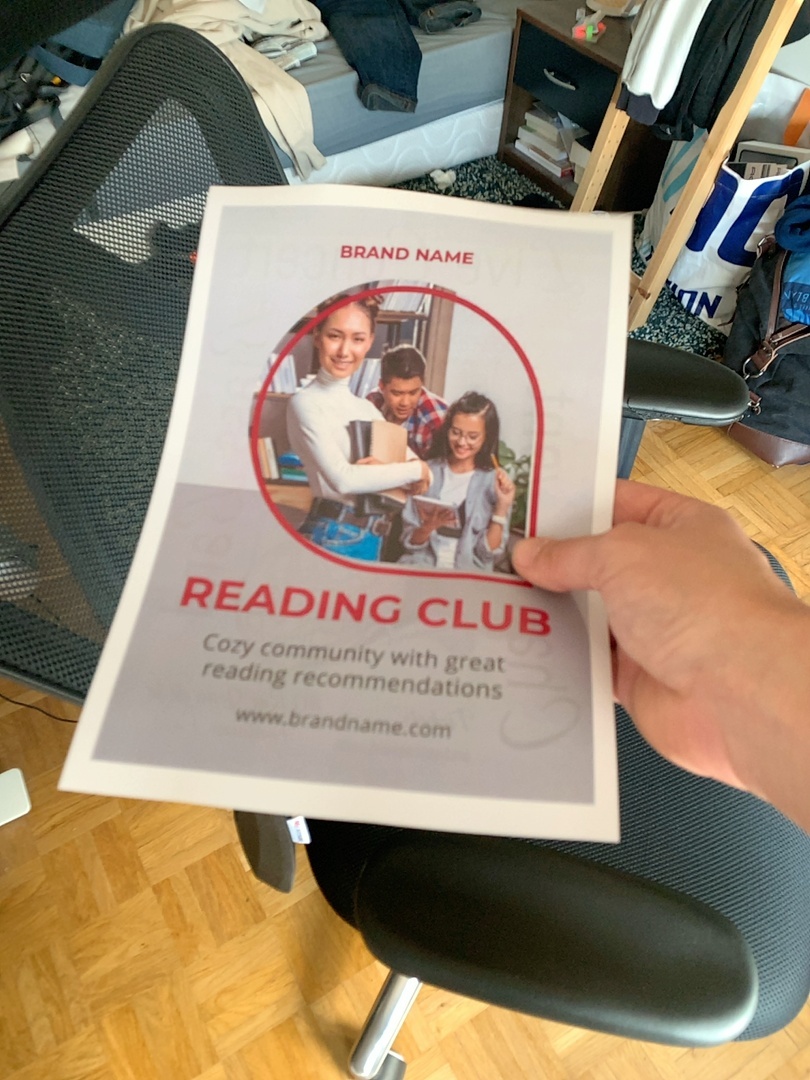 BRAND NAME
READING CLUB
Cozy community with great
reading recommendations
www.brandname.com